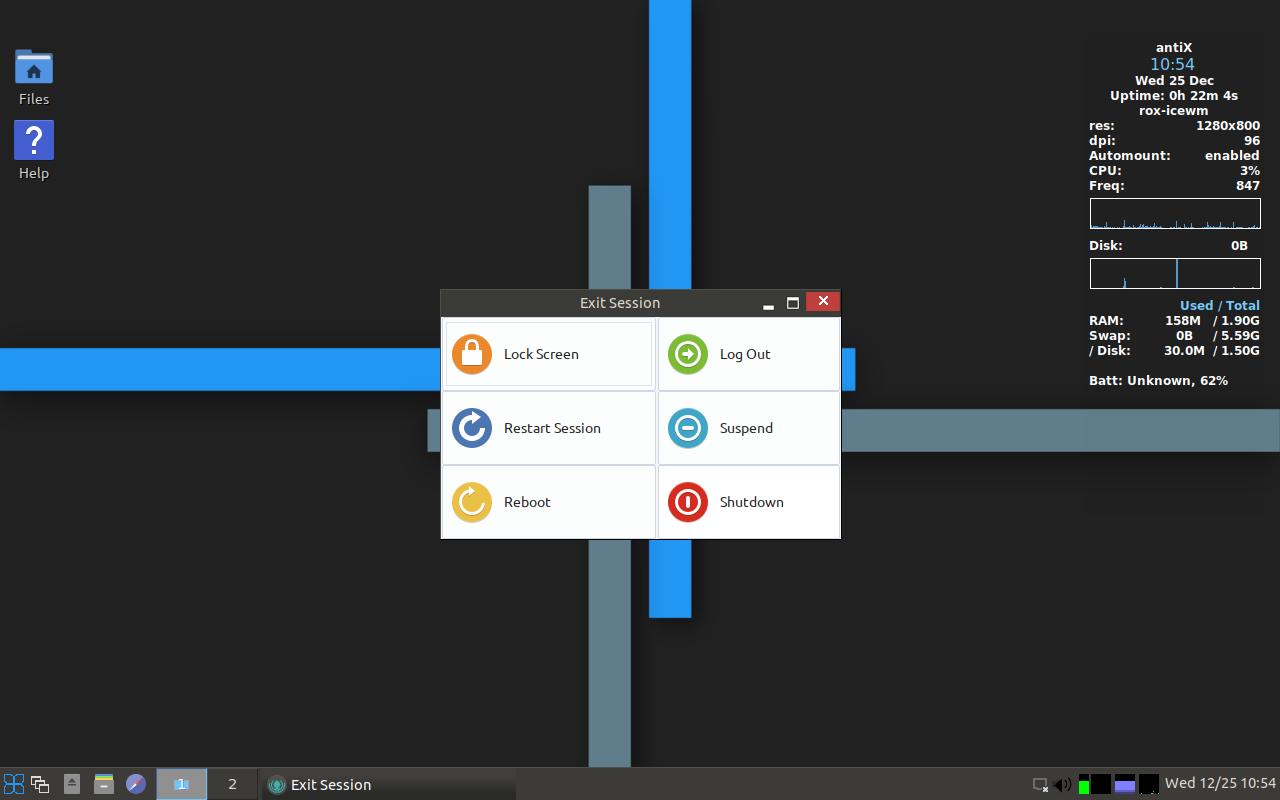 Files
Help
antiX
10:54
Wed 25 Dec
Uptime: 0h 22m 4s
rox-icewm
res: 1280x800
dpi: 96
Automount: enabled
CPU: 3%
Freq: 847
Disk: 0B
Used / Total
RAM: 158M / 1.90G
Swap: 0B / 5.59G
/ Disk: 30.0M / 1.50G
Batt: Unknown, 62%
Exit Session
Lock Screen Log Out
Restart Session Suspend
Reboot Shutdown
1 2 Exit Session Wed 12/25 10:54